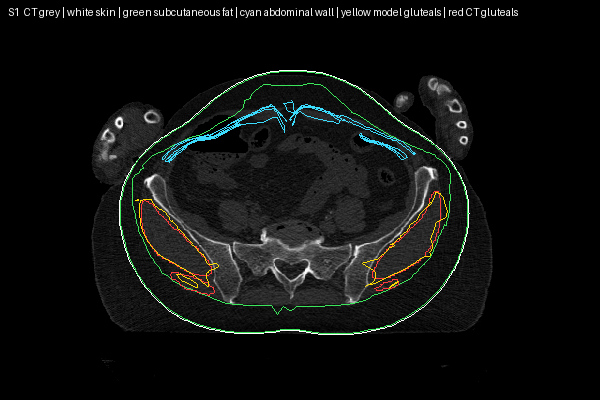 S1 CT grey | white skin | green subcutaneous fat | cyan abdominal wall | yellow model gluteals | red CT gluteals